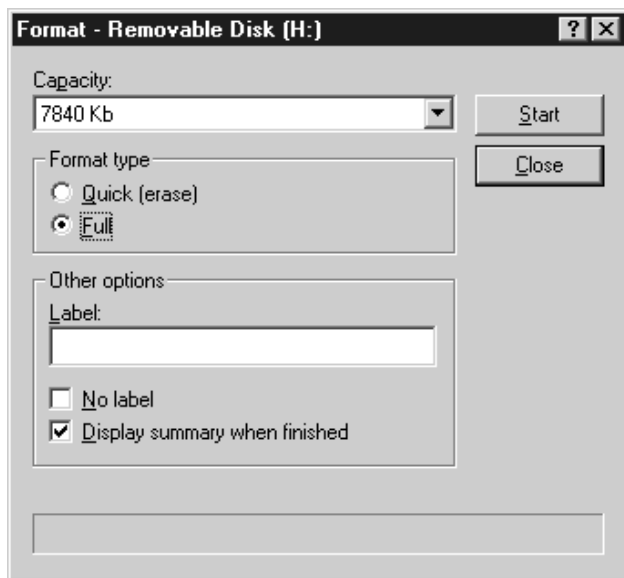 Format - Removable Disk (H:)
Capacity:
7840 Kb
Start
Format type
Close
Quick (erase)
Full
Other options
Label:
No label
Display summary when finished